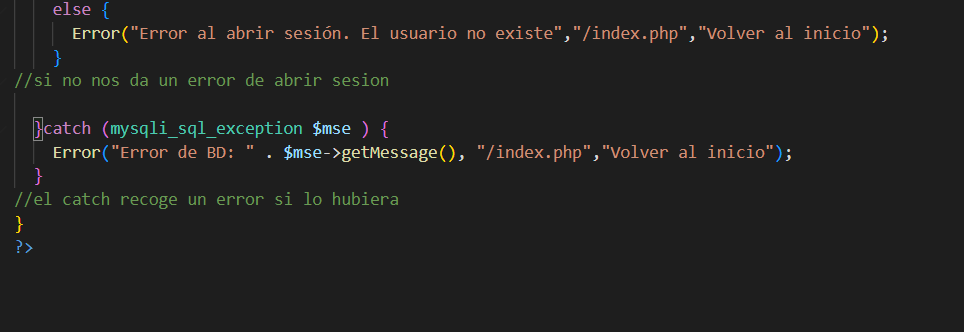 else {
Error("Error al abrir sesión. El usuario no existe","/index.php","Volver al inicio");
}
//si no nos da un error de abrir sesion
}catch (mysqli_sql_exception $mse ) {
Error("Error de BD: " . $mse->getMessage(), "/index.php","Volver al inicio");
}
//el catch recoge un error si lo hubiera
}
?>